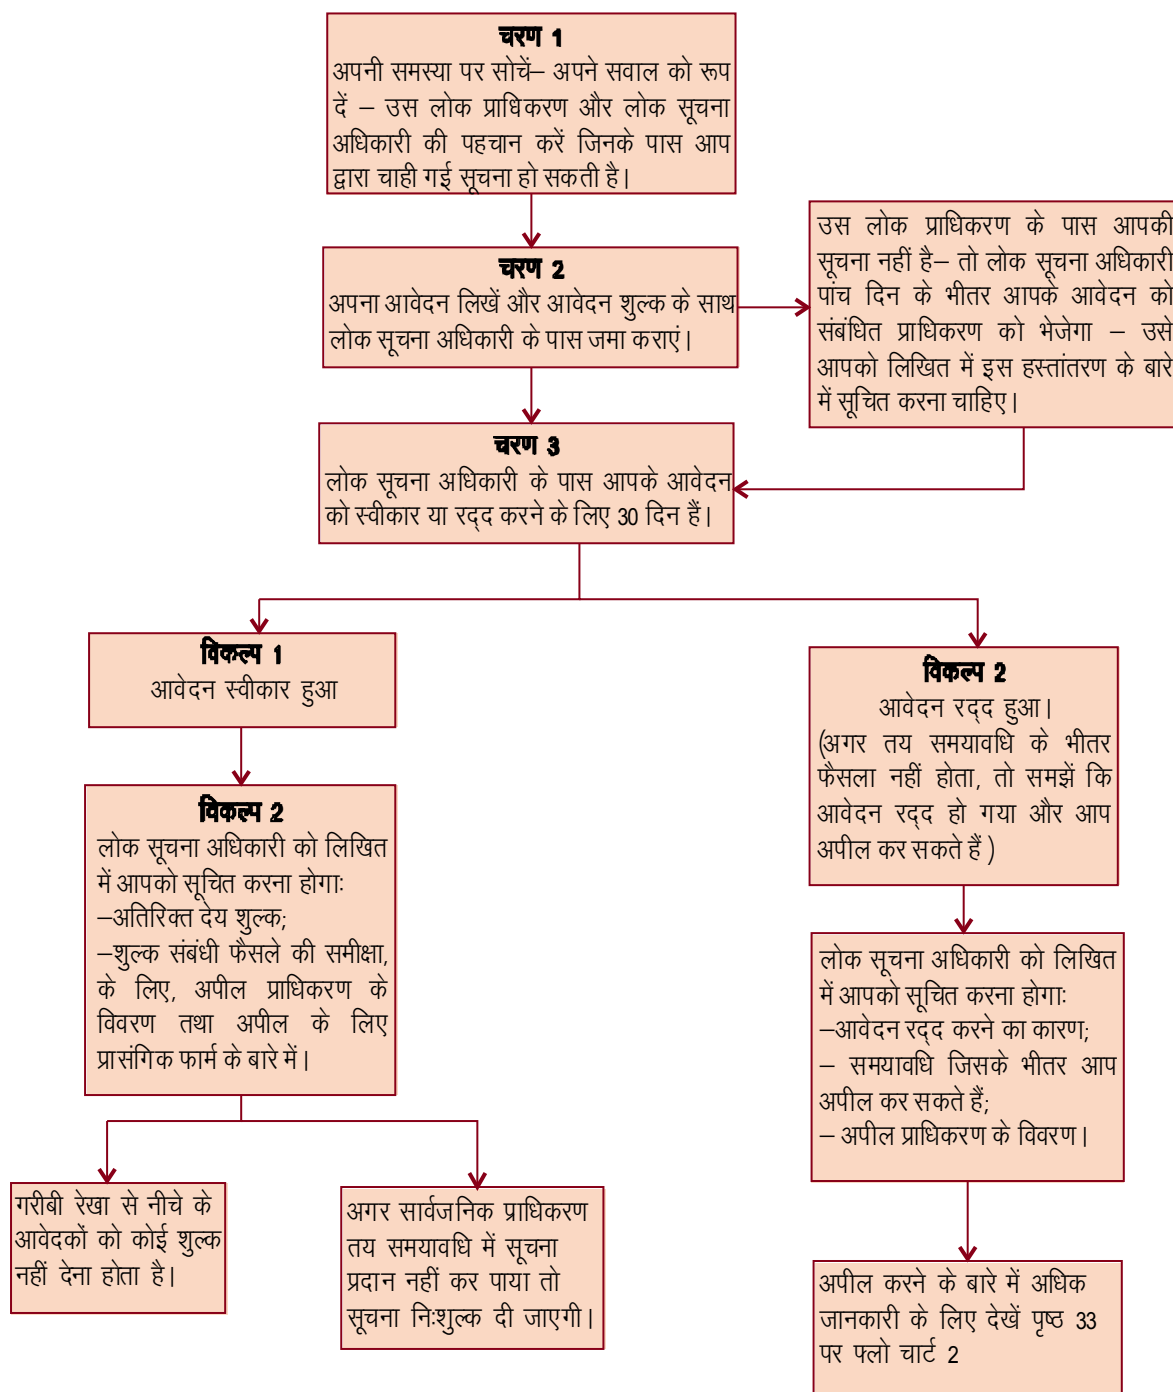 चरण 1
अपनी समस्या पर सोचें– अपने सवाल को रूप
दें – उस लोक प्राधिकरण और लोक सूचना
अधिकारी की पहचान करें जिनके पास आप
द्वारा चाही गई सूचना हो सकती है।
चरण 2
अपना आवेदन लिखें और आवेदन शुल्क के साथ
लोक सूचना अधिकारी के पास जमा कराएं।
उस लोक प्राधिकरण के पास आपकी
सूचना नहीं है– तो लोक सूचना अधिकारी
पांच दिन के भीतर आपके आवेदन को
संबंधित प्राधिकरण को भेजेगा – उसे
आपको लिखित में इस हस्तांतरण के बारे
में सूचित करना चाहिए।
चरण 3
लोक सूचना अधिकारी के पास आपके आवेदन
को स्वीकार या रद्द करने के लिए 30 दिन हैं।
विकल्प 1
आवेदन स्वीकार हुआ
विकल्प 2
लोक सूचना अधिकारी को लिखित
में आपको सूचित करना होगाः
–अतिरिक्त देय शुल्क;
–शुल्क संबंधी फैसले की समीक्षा,
के लिए, अपील प्राधिकरण के
विवरण तथा अपील के लिए
प्रासंगिक फार्म के बारे में।
गरीबी रेखा से नीचे के
आवेदकों को कोई शुल्क
नहीं देना होता है।
अगर सार्वजनिक प्राधिकरण
तय समयावधि में सूचना
प्रदान नहीं कर पाया तो
सूचना निःशुल्क दी जाएगी।
विकल्प 2
आवेदन रद्द हुआ।
(अगर तय समयावधि के भीतर
फैसला नहीं होता, तो समझें कि
आवेदन रद्द हो गया और आप
अपील कर सकते हैं )
लोक सूचना अधिकारी को लिखित
में आपको सूचित करना होगाः
–आवेदन रद्द करने का कारण;
– समयावधि जिसके भीतर आप
अपील कर सकते हैं;
– अपील प्राधिकरण के विवरण।
अपील करने के बारे में अधिक
जानकारी के लिए देखें पृष्ठ 33
पर फ्लो चार्ट 2